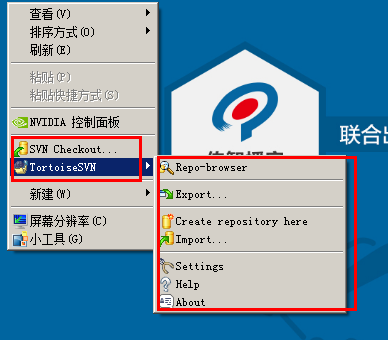 查看(V)
排序方式(O)
刷新(E)
粘贴(P)
粘贴快捷方式(S)
NVIDIA 控制面板
SVN Checkout...
TortoiseSVN
新建(W)
屏幕分辨率(C)
小工具(G)
联合出
Repo-browser
Export...
Create repository here
Import...
Settings
Help
About